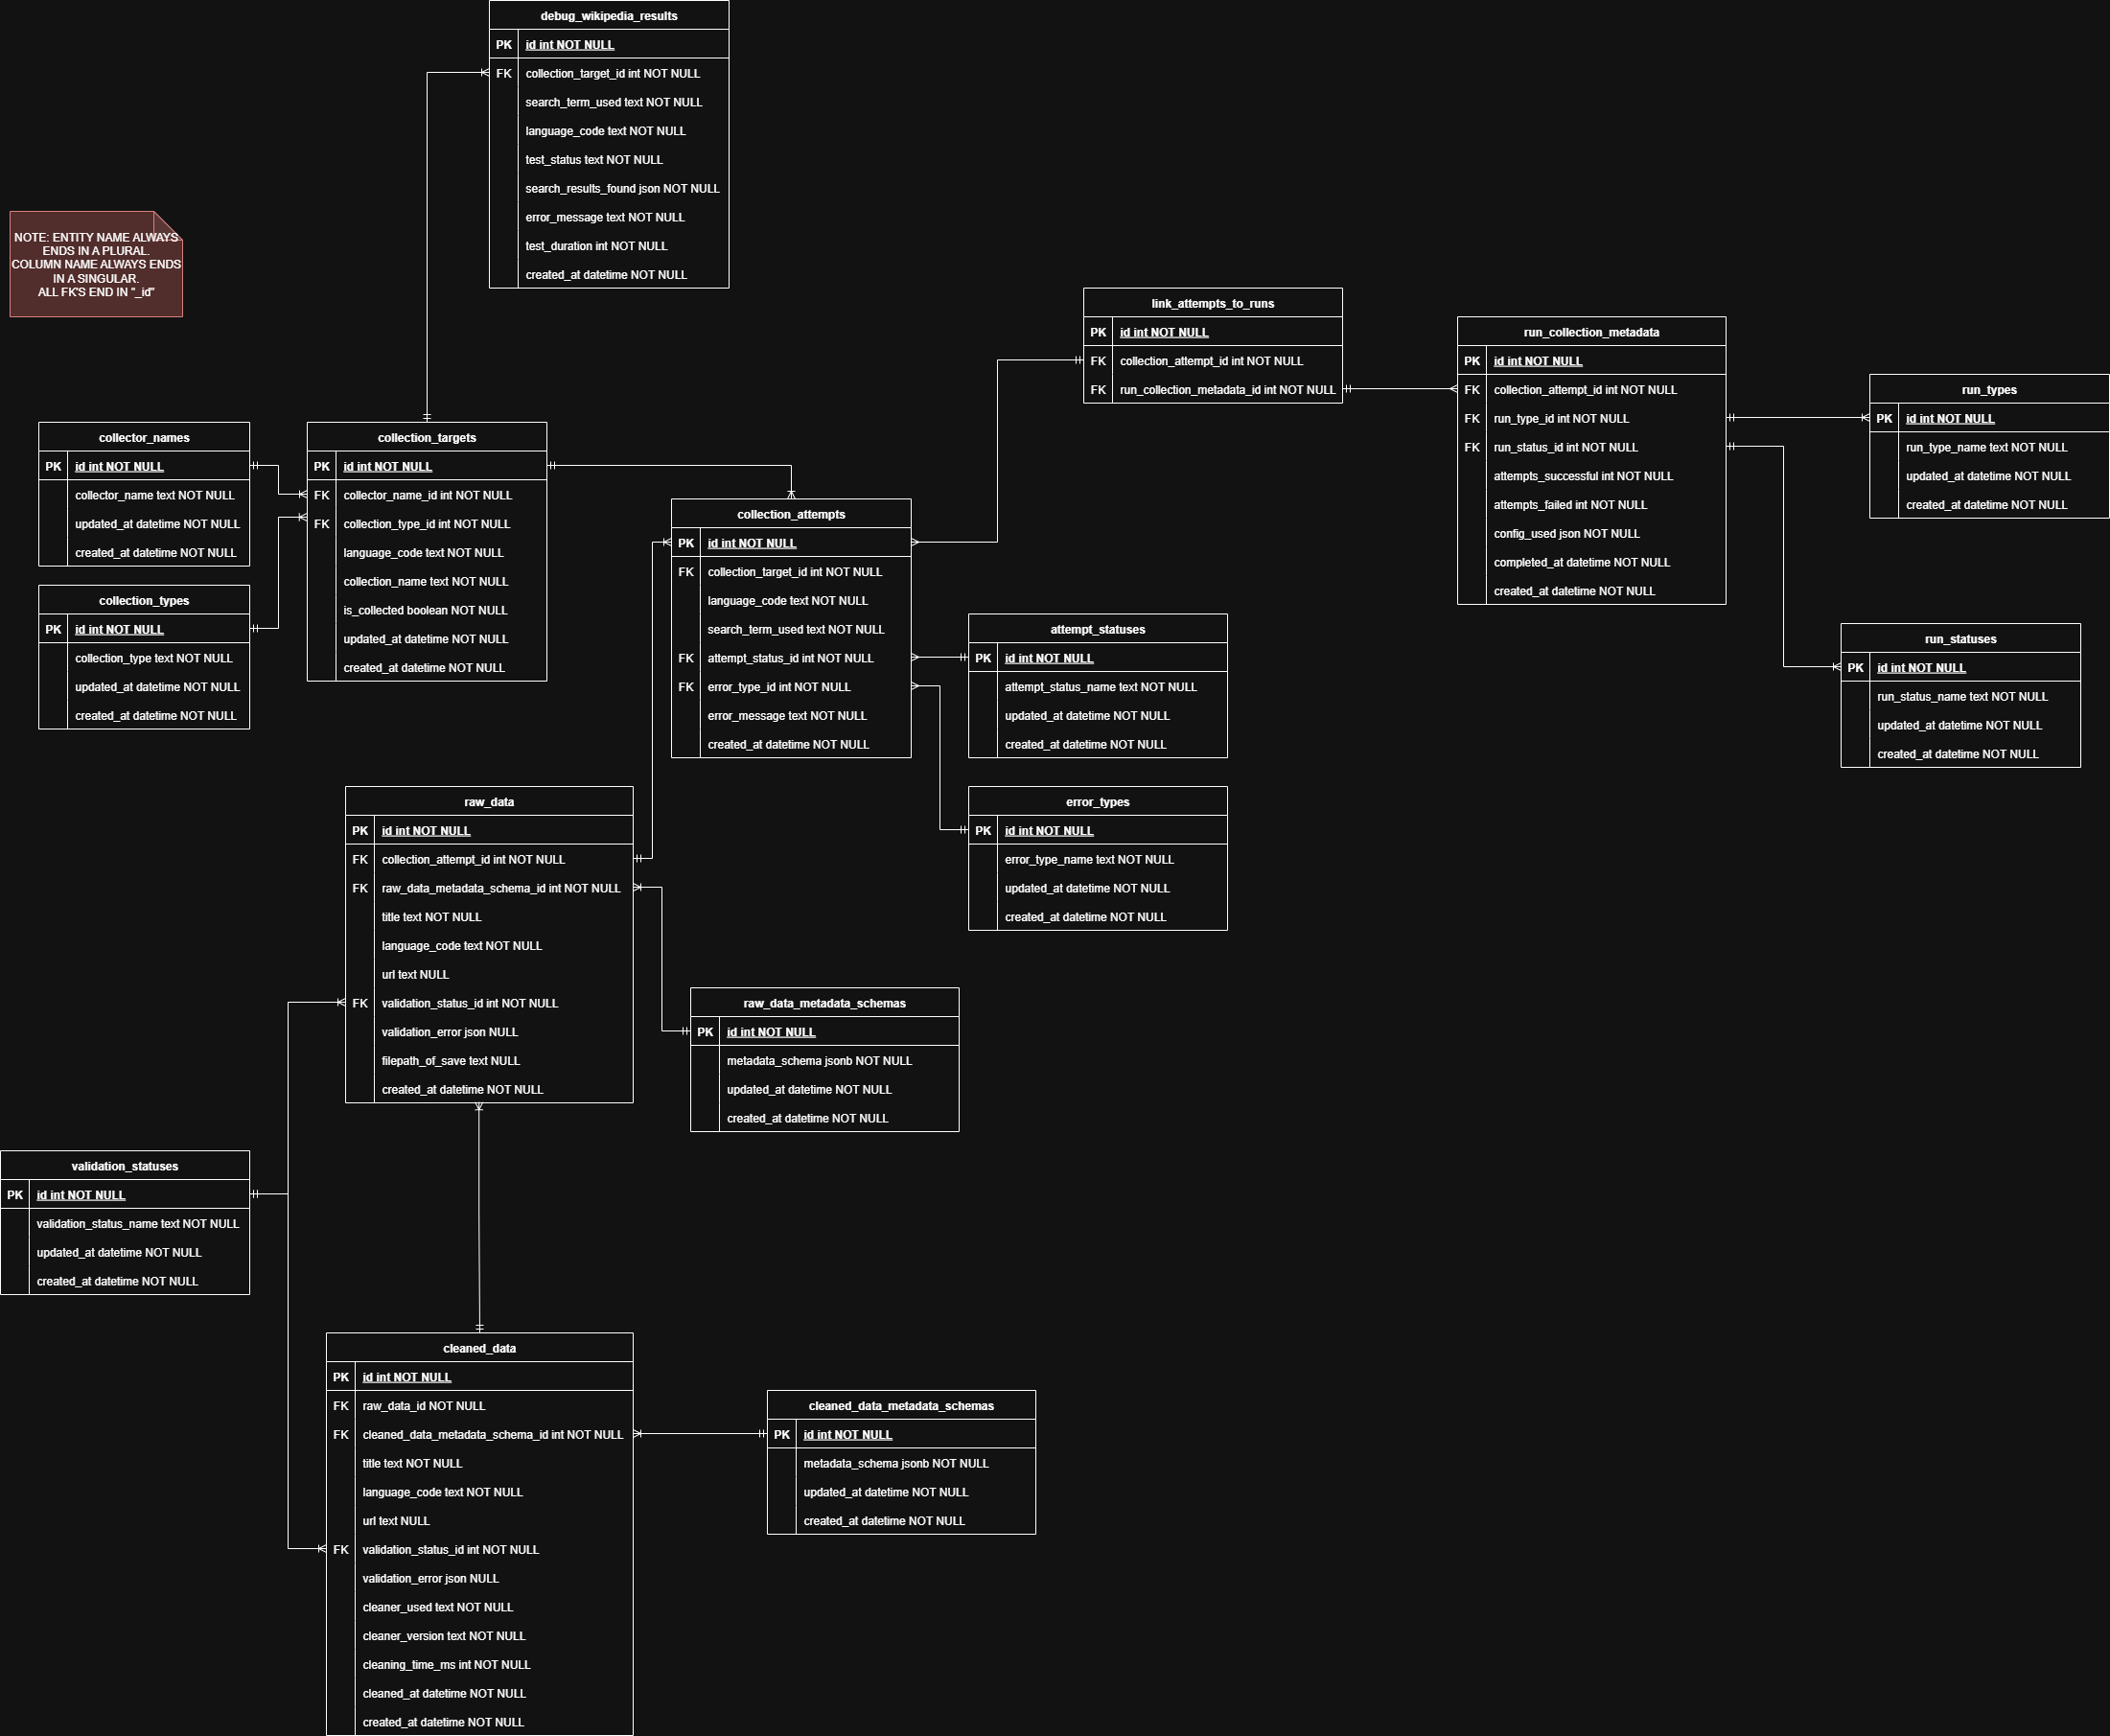 debug_wikipedia_results
PK id int NOT NULL
FK collection_target_id int NOT NULL
search_term_used text NOT NULL
language_code text NOT NULL
test_status text NOT NULL
search_results_found json NOT NULL
error_message text NOT NULL
test_duration int NOT NULL
created_at datetime NOT NULL
NOTE: ENTITY NAME ALWAYS
ENDS IN A PLURAL.
COLUMN NAME ALWAYS ENDS
IN A SINGULAR.
ALL FK'S END IN "_id"
link_attempts_to_runs
PK id int NOT NULL
FK collection_attempt_id int NOT NULL
FK run_collection_metadata_id int NOT NULL
run_collection_metadata
PK id int NOT NULL
FK collection_attempt_id int NOT NULL
FK run_type_id int NOT NULL
FK run_status_id int NOT NULL
attempts_successful int NOT NULL
attempts_failed int NOT NULL
config_used json NOT NULL
completed_at datetime NOT NULL
created_at datetime NOT NULL
run_types
PK id int NOT NULL
run_type_name text NOT NULL
updated_at datetime NOT NULL
created_at datetime NOT NULL
collector_names
PK id int NOT NULL
collector_name text NOT NULL
updated_at datetime NOT NULL
created_at datetime NOT NULL
collection_targets
PK id int NOT NULL
FK collector_name_id int NOT NULL
FK collection_type_id int NOT NULL
language_code text NOT NULL
collection_name text NOT NULL
is_collected boolean NOT NULL
updated_at datetime NOT NULL
created_at datetime NOT NULL
collection_types
PK id int NOT NULL
collection_type text NOT NULL
updated_at datetime NOT NULL
created_at datetime NOT NULL
collection_attempts
PK id int NOT NULL
FK collection_target_id int NOT NULL
language_code text NOT NULL
search_term_used text NOT NULL
FK attempt_status_id int NOT NULL
FK error_type_id int NOT NULL
error_message text NOT NULL
created_at datetime NOT NULL
attempt_statuses
PK id int NOT NULL
attempt_status_name text NOT NULL
updated_at datetime NOT NULL
created_at datetime NOT NULL
run_statuses
PK id int NOT NULL
run_status_name text NOT NULL
updated_at datetime NOT NULL
created_at datetime NOT NULL
raw_data
PK id int NOT NULL
FK collection_attempt_id int NOT NULL
FK raw_data_metadata_schema_id int NOT NULL
title text NOT NULL
language_code text NOT NULL
url text NULL
FK validation_status_id int NOT NULL
validation_error json NULL
filepath_of_save text NULL
created_at datetime NOT NULL
error_types
PK id int NOT NULL
error_type_name text NOT NULL
updated_at datetime NOT NULL
created_at datetime NOT NULL
raw_data_metadata_schemas
PK id int NOT NULL
metadata_schema jsonb NOT NULL
updated_at datetime NOT NULL
created_at datetime NOT NULL
validation_statuses
PK id int NOT NULL
validation_status_name text NOT NULL
updated_at datetime NOT NULL
created_at datetime NOT NULL
cleaned_data
PK id int NOT NULL
FK raw_data_id NOT NULL
FK cleaned_data_metadata_schema_id int NOT NULL
title text NOT NULL
language_code text NOT NULL
url text NULL
FK validation_status_id int NOT NULL
validation_error json NULL
cleaner_used text NOT NULL
cleaner_version text NOT NULL
cleaning_time_ms int NOT NULL
cleaned_at datetime NOT NULL
created_at datetime NOT NULL
cleaned_data_metadata_schemas
PK id int NOT NULL
metadata_schema jsonb NOT NULL
updated_at datetime NOT NULL
created_at datetime NOT NULL